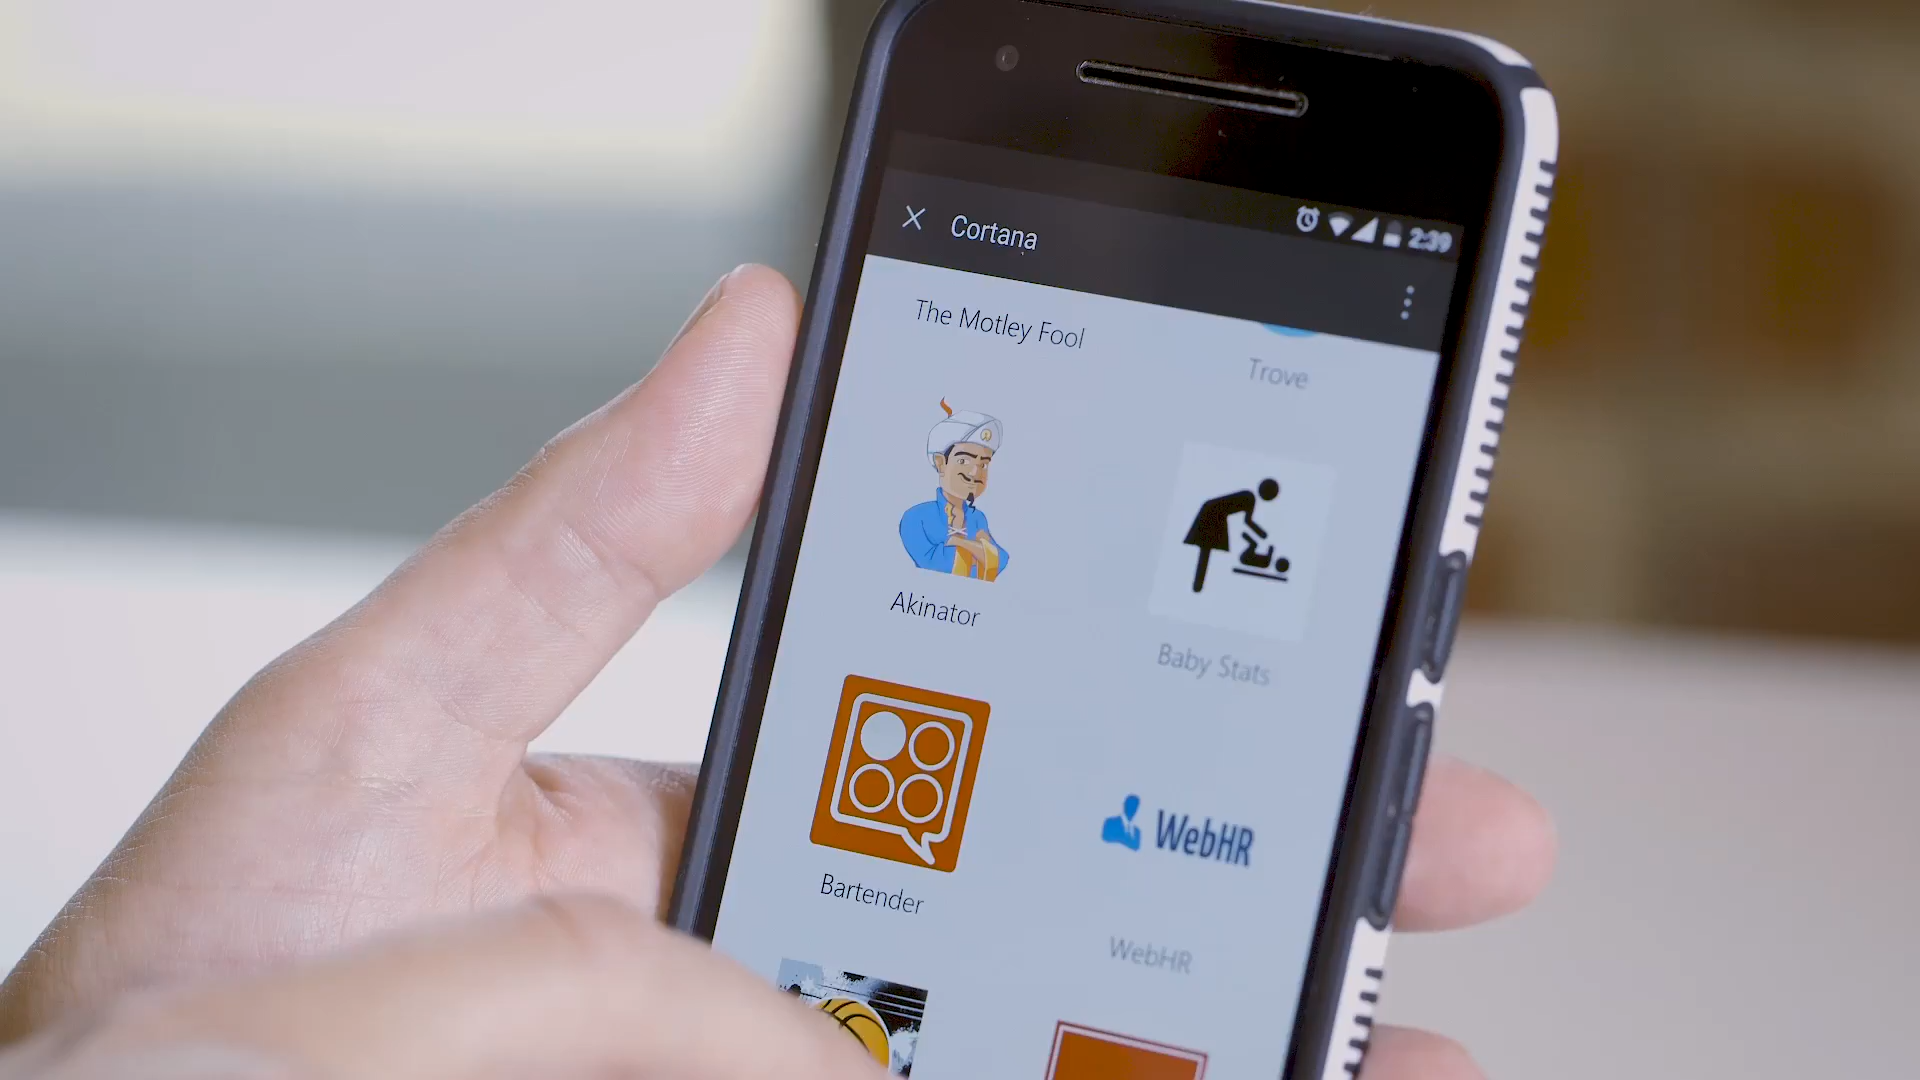 2:39
Cortana
The Motley Fool
Trove
Akinator
Baby Stats
Bartender
WebHR
WebHR